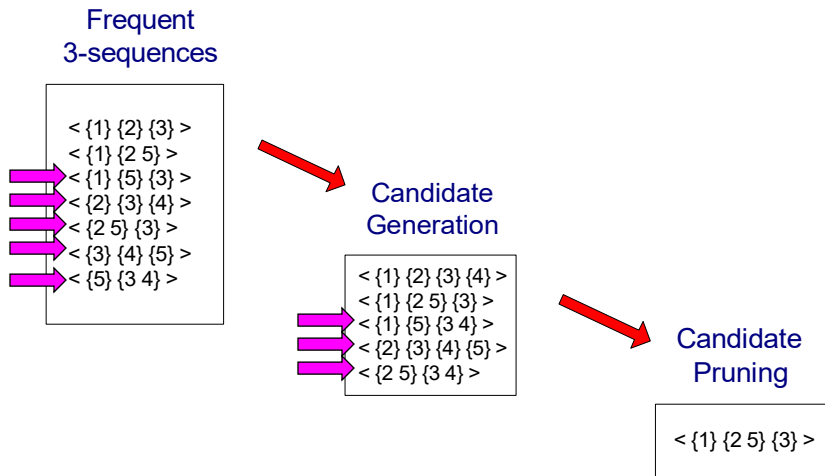 Frequent
3-sequences
< {1} {2} {3} >
< {1} {2 5} >
< {1} {5} {3} >
< {2} {3} {4} >
< {2 5} {3} >
< {3} {4} {5} >
< {5} {3 4} >
Candidate
Generation
< {1} {2} {3} {4} >
< {1} {2 5} {3} >
< {1} {5} {3 4} >
< {2} {3} {4} {5} >
< {2 5} {3 4} >
Candidate
Pruning
< {1} {2 5} {3} >